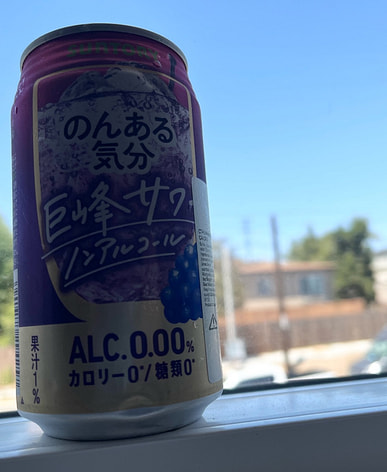 SUNTORY
のんある
気分
巨峰サワー
ノンアルコール
ALC.0.00%
カロリー0*/糖類0*
果汁1%